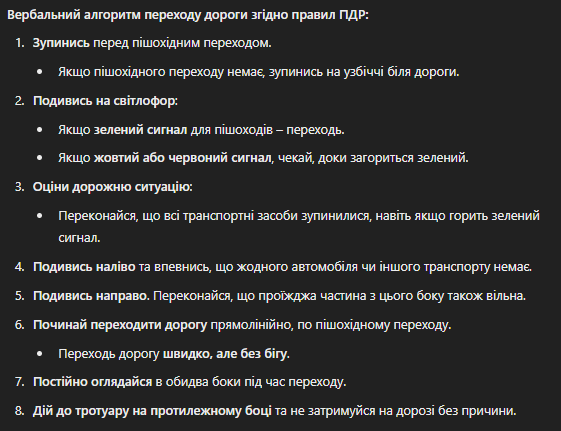 Вербальний алгоритм переходу дороги згідно правил ПДР:
1. Зупинись перед пішохідним переходом.
• Якщо пішохідного переходу немає, зупинись на узбіччі біля дороги.
2. Подивись на світлофор:
• Якщо зелений сигнал для пішоходів – переходь.
• Якщо жовтий або червоний сигнал, чекай, доки загориться зелений.
3. Оціни дорожню ситуацію:
• Переконайся, що всі транспортні засоби зупинилися, навіть якщо горить зелений
сигнал.
4. Подивись наліво та впевнись, що жодного автомобіля чи іншого транспорту немає.
5. Подивись направо. Переконайся, що проїжджа частина з цього боку також вільна.
6. Починай переходити дорогу прямолінійно, по пішохідному переходу.
• Переходь дорогу швидко, але без бігу.
7. Постійно оглядайся в обидва боки під час переходу.
8. Дій до тротуару на протилежному боці та не затримуйся на дорозі без причини.